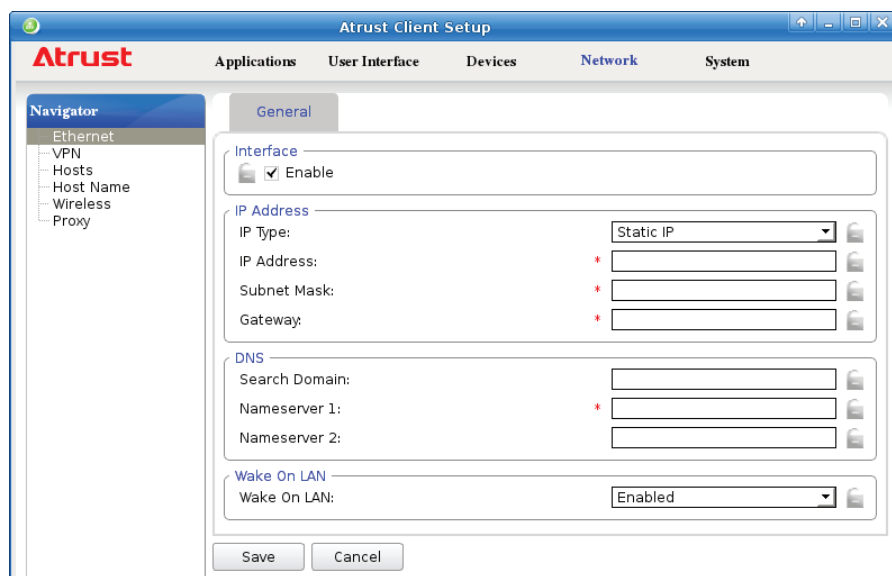 Atrust Client Setup
Atrust
Applications User Interface Devices Network System
Navigator
Ethernet
VPN
Hosts
Host Name
Wireless
Proxy
General
Interface
Enable
IP Address
IP Type: Static IP
IP Address: *
Subnet Mask: *
Gateway: *
DNS
Search Domain:
Nameserver 1: *
Nameserver 2:
Wake On LAN
Wake On LAN: Enabled
Save Cancel